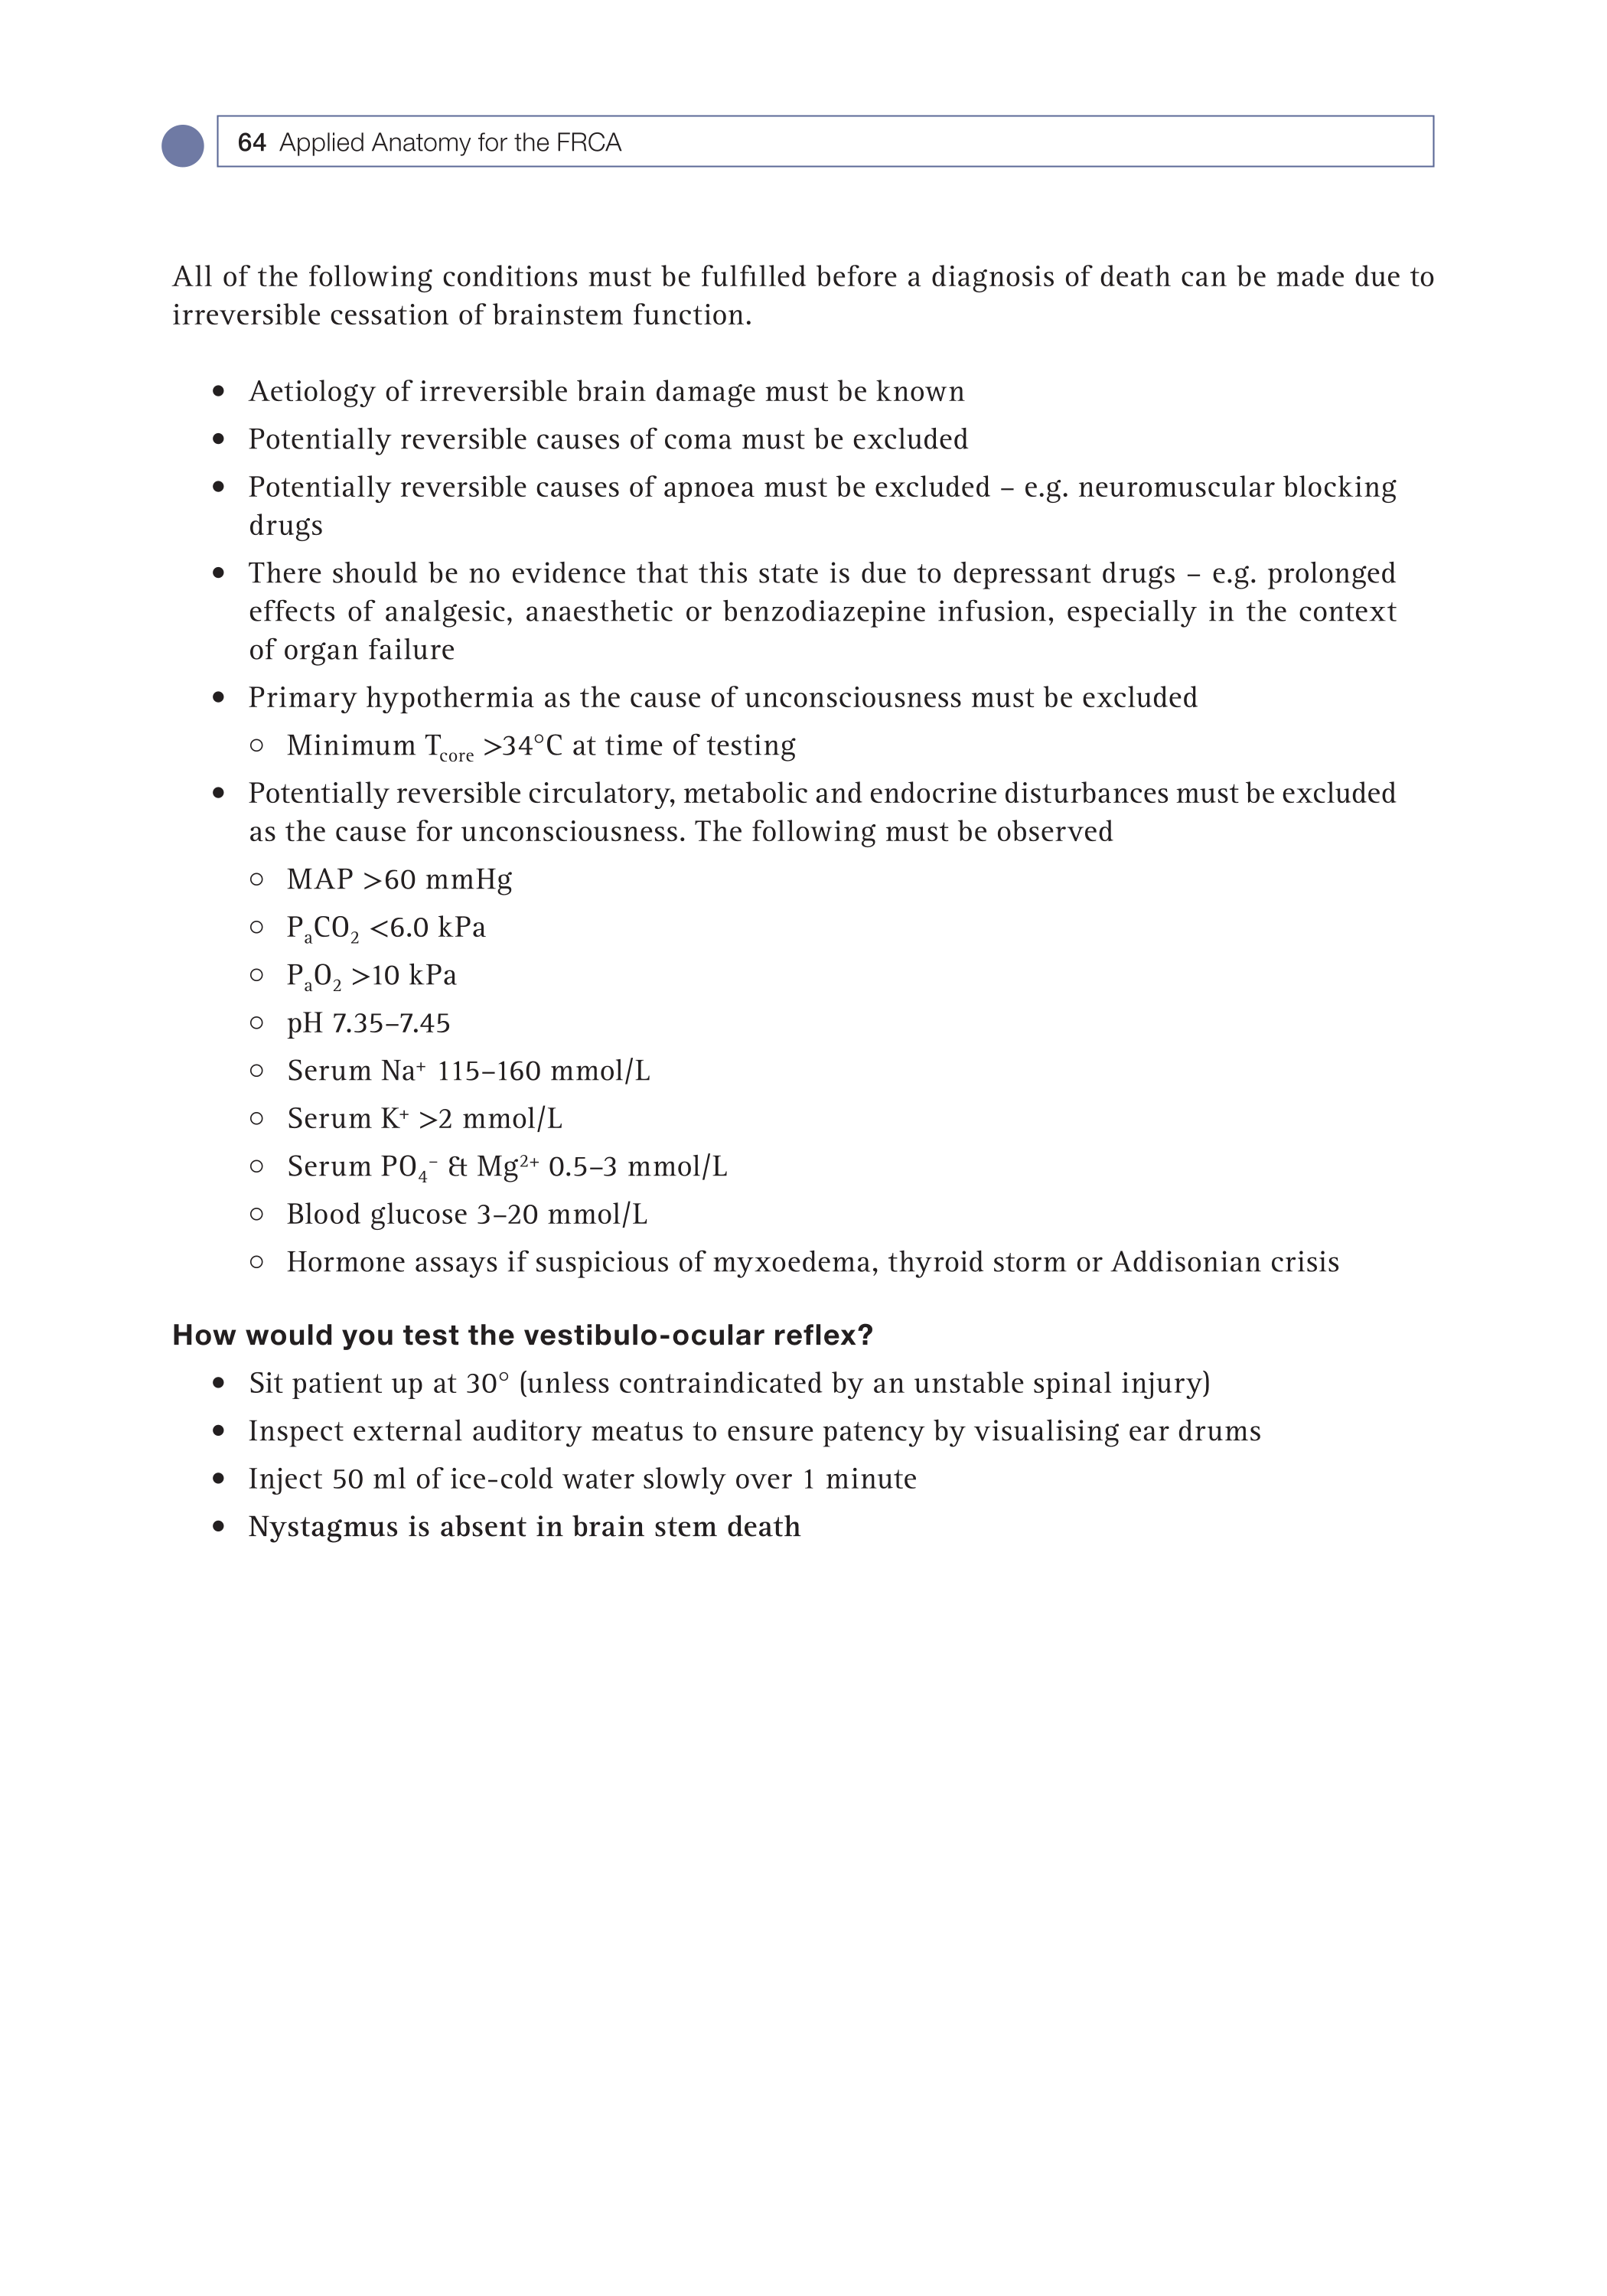 64 Applied Anatomy for the FRCA
All of the following conditions must be fulfilled before a diagnosis of death can be made due to
irreversible cessation of brainstem function.
• Aetiology of irreversible brain damage must be known
• Potentially reversible causes of coma must be excluded
• Potentially reversible causes of apnoea must be excluded – e.g. neuromuscular blocking
drugs
• There should be no evidence that this state is due to depressant drugs – e.g. prolonged
effects of analgesic, anaesthetic or benzodiazepine infusion, especially in the context
of organ failure
• Primary hypothermia as the cause of unconsciousness must be excluded
○ Minimum Tcore >34°C at time of testing
• Potentially reversible circulatory, metabolic and endocrine disturbances must be excluded
as the cause for unconsciousness. The following must be observed
○ MAP >60 mmHg
○ PaCO₂ <6.0 kPa
○ PaO₂ >10 kPa
○ pH 7.35–7.45
○ Serum Na⁺ 115–160 mmol/L
○ Serum K⁺ >2 mmol/L
○ Serum PO₄⁻ & Mg²⁺ 0.5–3 mmol/L
○ Blood glucose 3–20 mmol/L
○ Hormone assays if suspicious of myxoedema, thyroid storm or Addisonian crisis
How would you test the vestibulo-ocular reflex?
• Sit patient up at 30° (unless contraindicated by an unstable spinal injury)
• Inspect external auditory meatus to ensure patency by visualising ear drums
• Inject 50 ml of ice-cold water slowly over 1 minute
• Nystagmus is absent in brain stem death